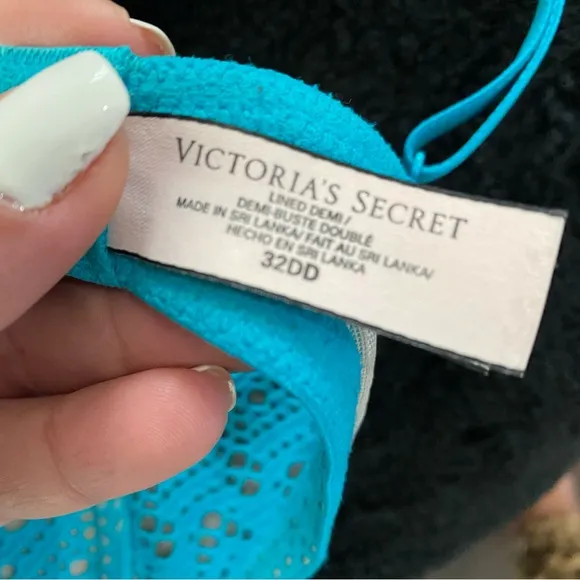 VICTORIA'S SECRET
LINED DEMI/
DEMI-BUSTE DOUBLÉ
MADE IN SRI LANKA/ FAIT AU SRI LANKA/
HECHO EN SRI LANKA
32DD